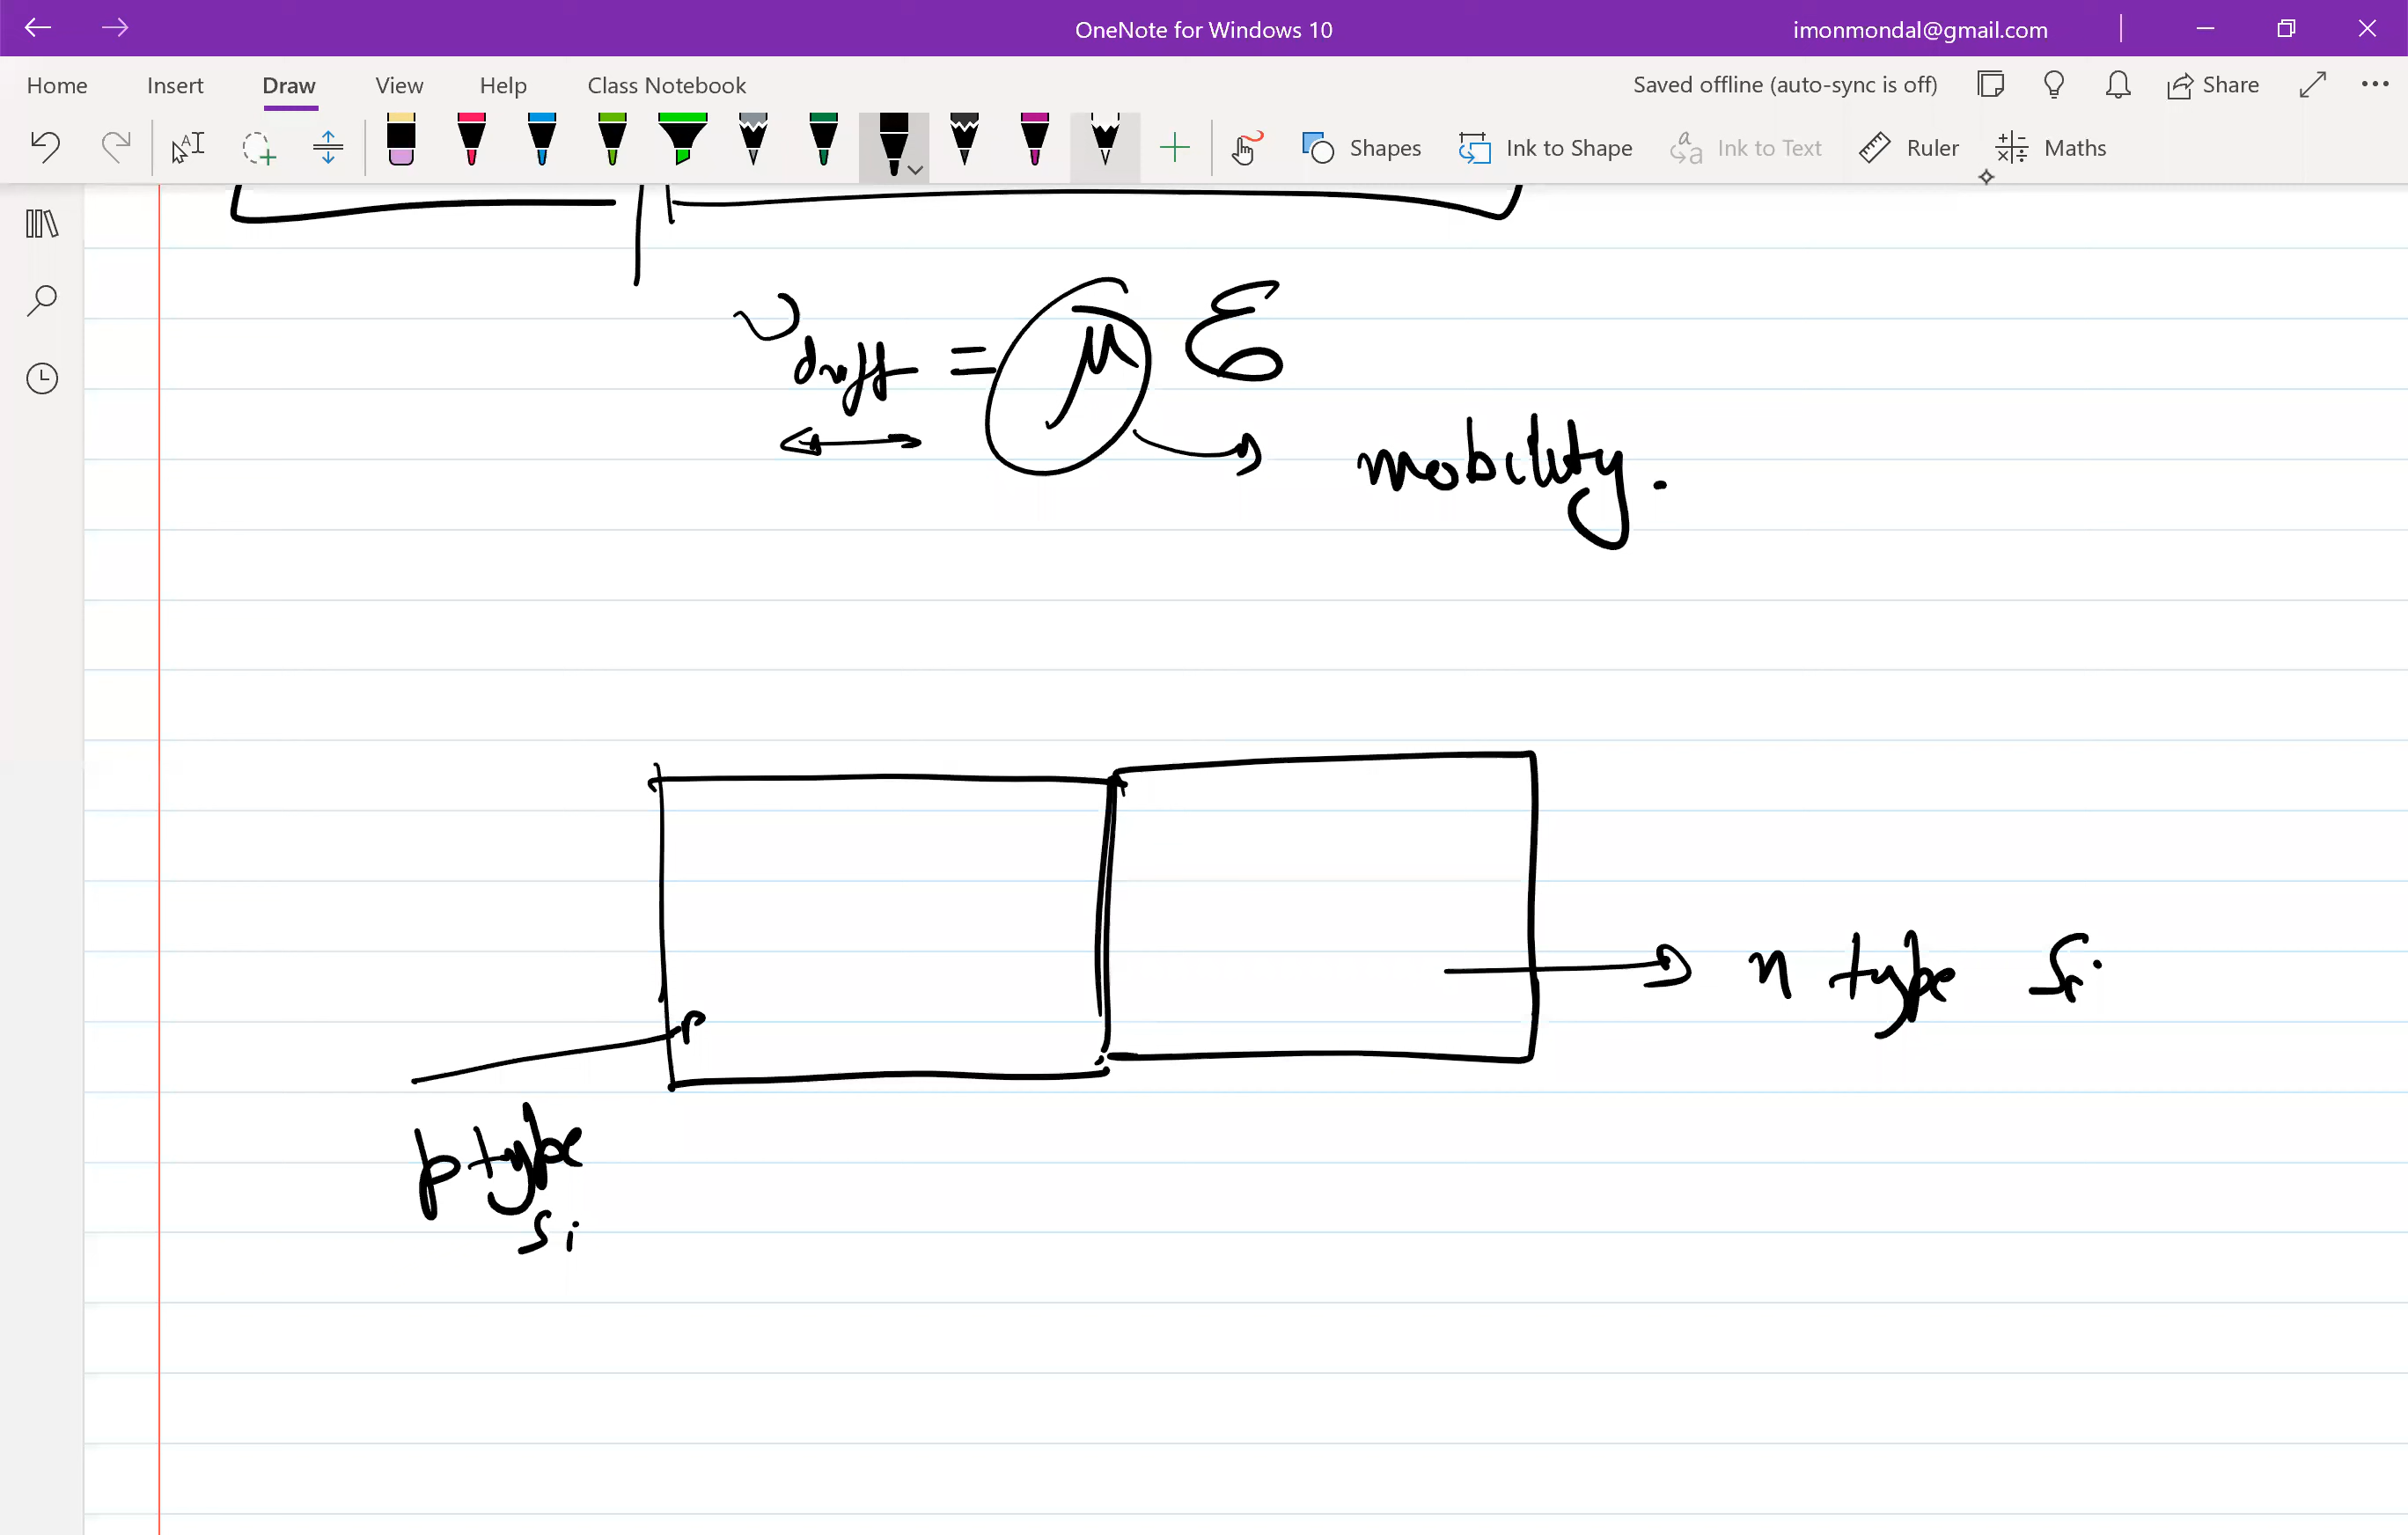 OneNote for Windows 10
imonmondal@gmail.com
Home Insert Draw View Help Class Notebook
Saved offline (auto-sync is off) Share
Shapes Ink to Shape Ink to Text Ruler Maths
ν drift = μ ℰ
mobility.
n type Si
p type
Si